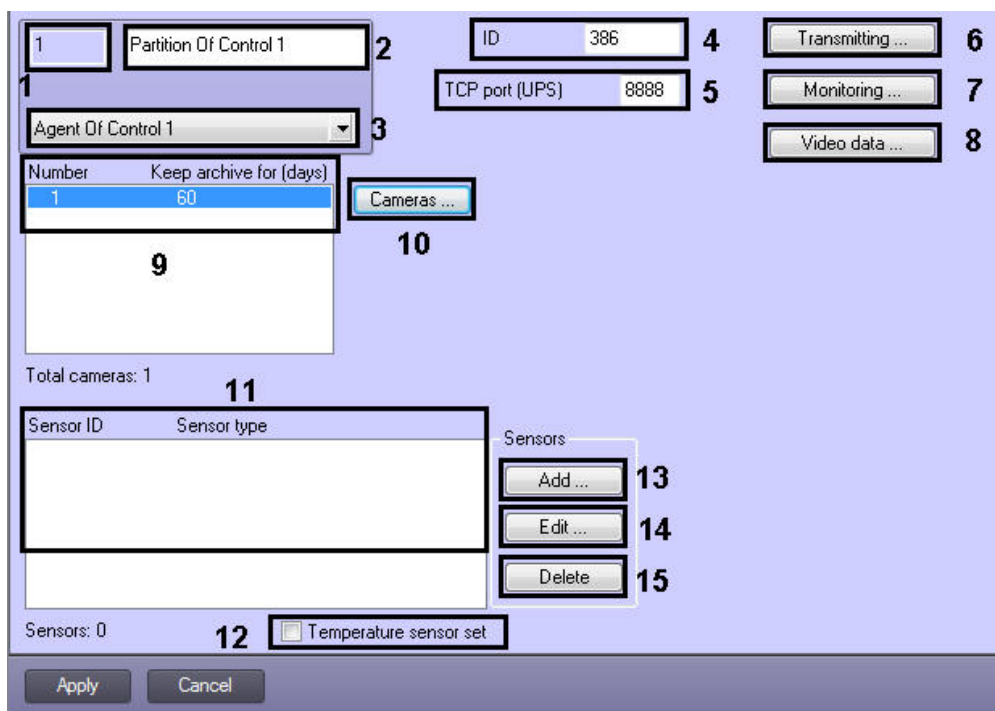 1 Partition Of Control 1 2 ID 386 4 Transmitting ... 6
1 TCP port (UPS) 8888 5 Monitoring ... 7
Agent Of Control 1 3 Video data ... 8
Number Keep archive for (days)
1 60 Cameras ...
10
9
Total cameras: 1
11
Sensor ID Sensor type Sensors
Add ... 13
Edit ... 14
Delete 15
Sensors: 0 12 Temperature sensor set
Apply Cancel